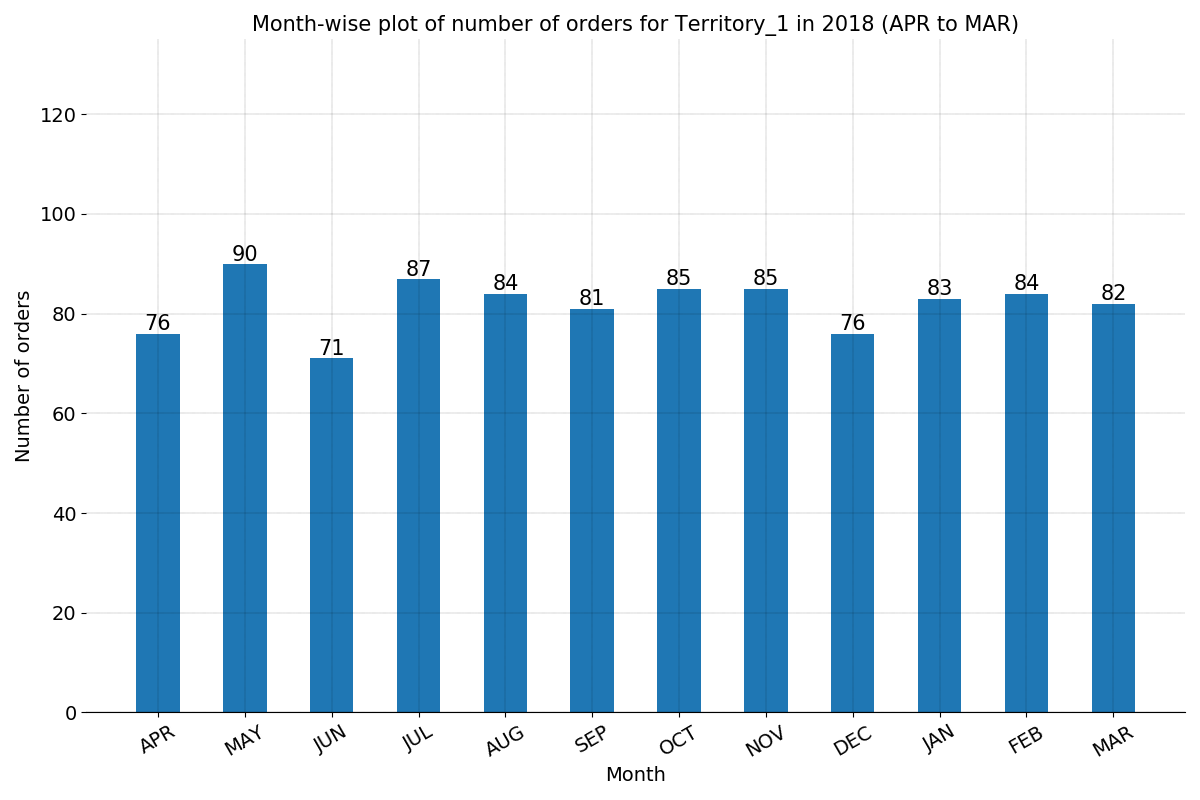 Month-wise plot of number of orders for Territory_1 in 2018 (APR to MAR)
Number of orders
120
100
80
60
40
20
0
76
90
71
87
84
81
85
85
76
83
84
82
APR
MAY
JUN
JUL
AUG
SEP
OCT
NOV
DEC
JAN
FEB
MAR
Month